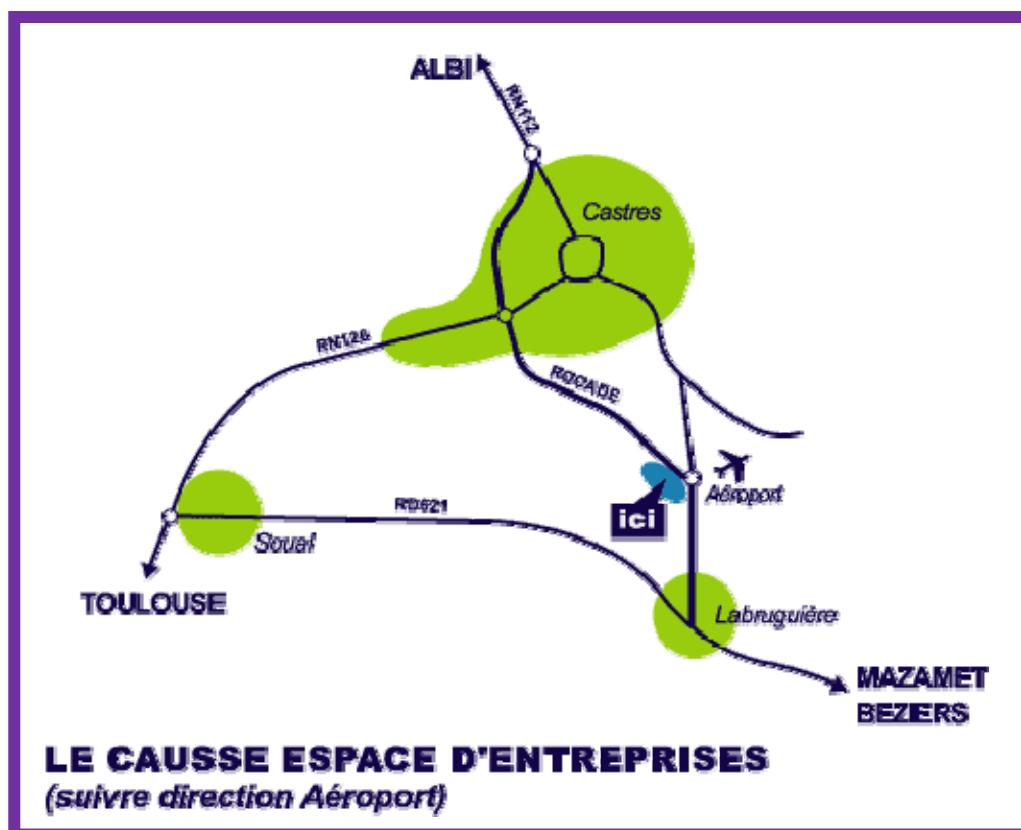 ALBI
RN112
Castres
RN126
ROCADE
Aéroport
ici
RD621
Soual
TOULOUSE
Labruguière
MAZAMET
BEZIERS
LE CAUSSE ESPACE D'ENTREPRISES
(suivre direction Aéroport)